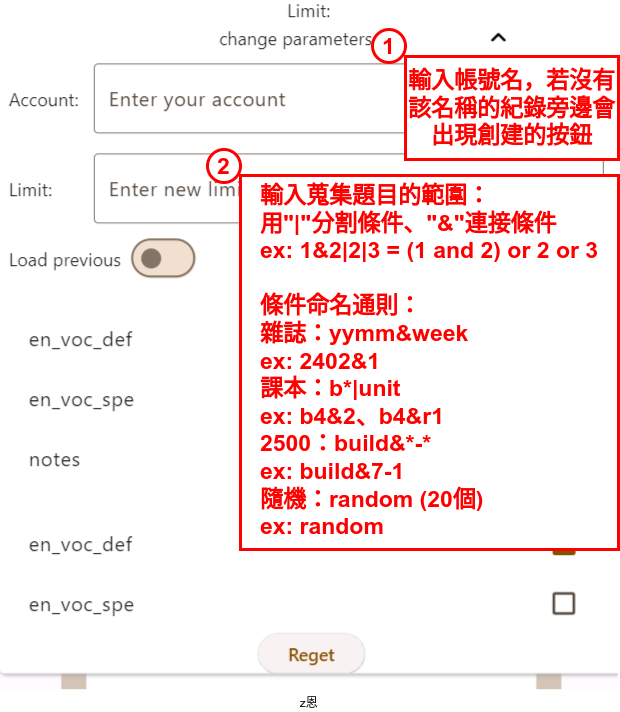 Limit:
change parameters
1
輸入帳號名，若沒有
該名稱的紀錄旁邊會
出現創建的按鈕
Account:
Enter your account
2
Limit:
Enter new limi
輸入蒐集題目的範圍：
用"|"分割條件、"&"連接條件
ex: 1&2|2|3 = (1 and 2) or 2 or 3
條件命名通則：
雜誌：yymm&week
ex: 2402&1
課本：b*|unit
ex: b4&2、b4&r1
2500：build&*-*
ex: build&7-1
隨機：random (20個)
ex: random
Load previous
en_voc_def
en_voc_spe
notes
en_voc_def
en_voc_spe
Reget
z恩